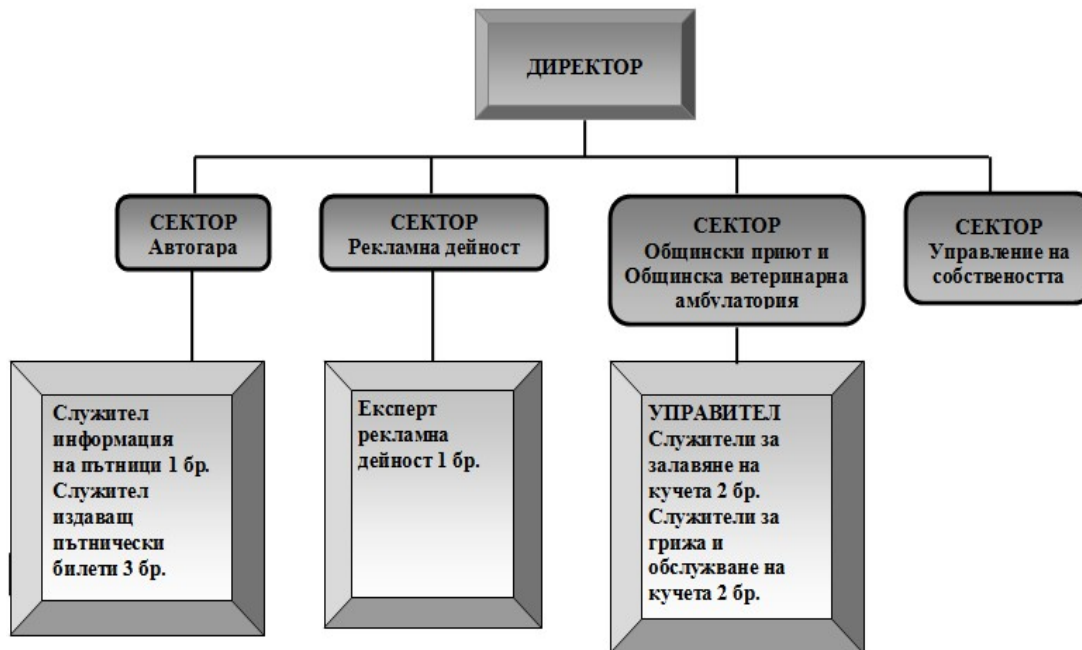 ДИРЕКТОР
СЕКТОР
Автогара
СЕКТОР
Рекламна дейност
СЕКТОР
Общински приют и
Общинска ветеринарна
амбулатория
СЕКТОР
Управление на
собствеността
Служител
информация
на пътници 1 бр.
Служител
издаващ
пътнически
билети 3 бр.
Експерт
рекламна
дейност 1 бр.
УПРАВИТЕЛ
Служители за
залавяне на
кучета 2 бр.
Служители за
грижа и
обслужване на
кучета 2 бр.